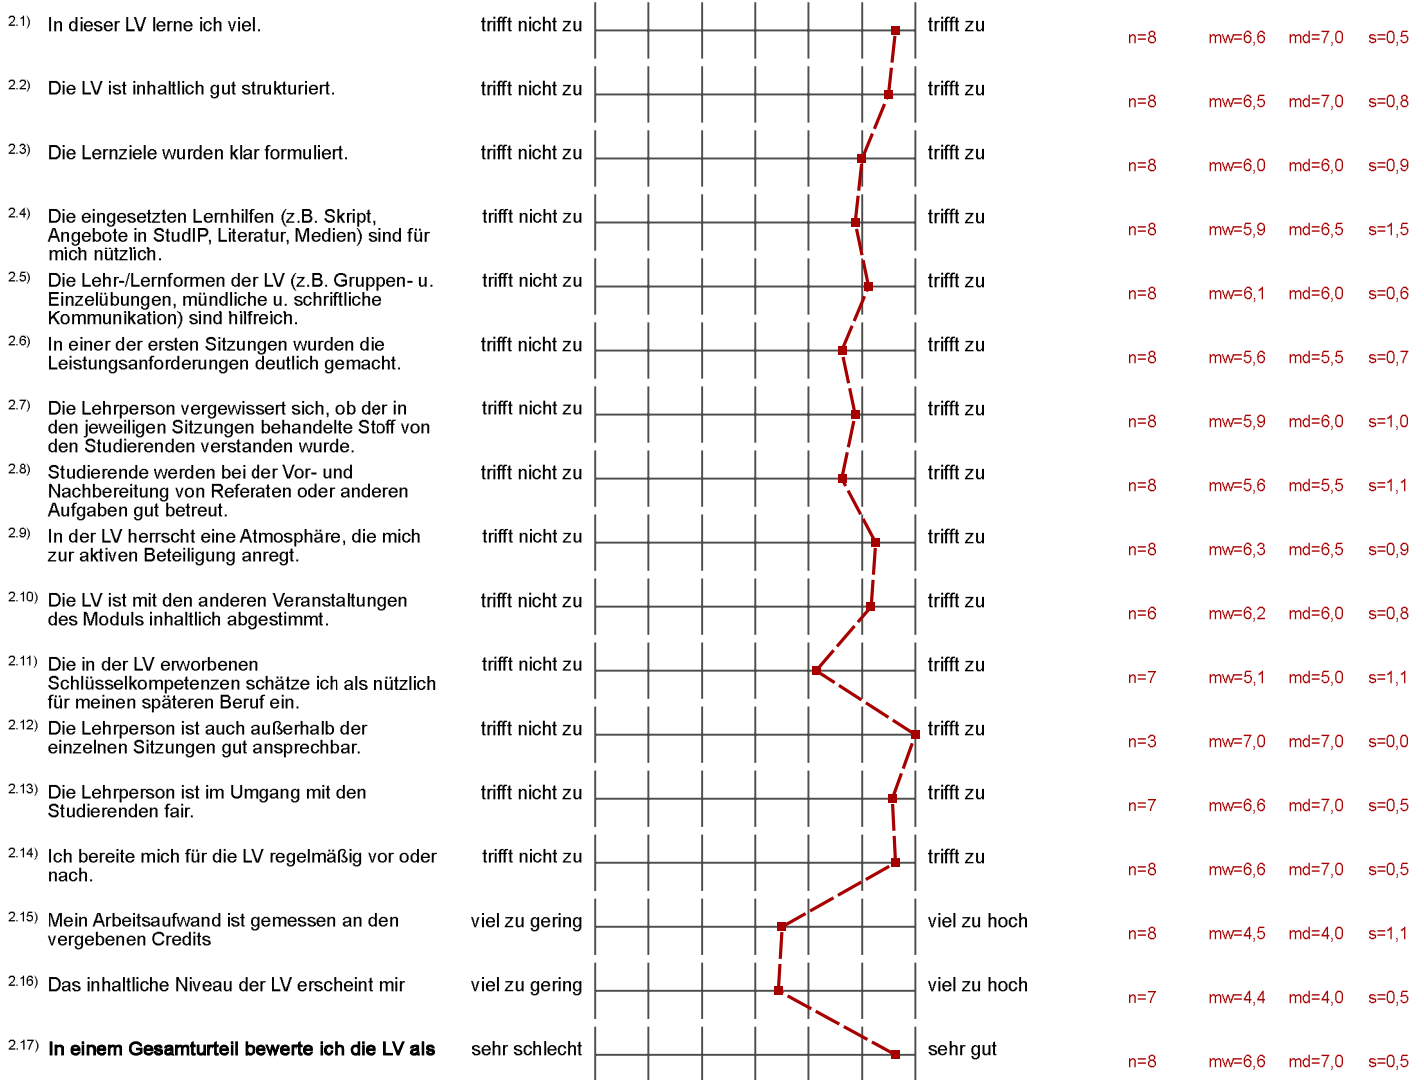 2.1) In dieser LV lerne ich viel. trifft nicht zu trifft zu n=8 mw=6,6 md=7,0 s=0,5
2.2) Die LV ist inhaltlich gut strukturiert. trifft nicht zu trifft zu n=8 mw=6,5 md=7,0 s=0,8
2.3) Die Lernziele wurden klar formuliert. trifft nicht zu trifft zu n=8 mw=6,0 md=6,0 s=0,9
2.4) Die eingesetzten Lernhilfen (z.B. Skript, trifft nicht zu trifft zu n=8 mw=5,9 md=6,5 s=1,5
Angebote in StudIP, Literatur, Medien) sind für
mich nützlich.
2.5) Die Lehr-/Lernformen der LV (z.B. Gruppen- u. trifft nicht zu trifft zu n=8 mw=6,1 md=6,0 s=0,6
Einzelübungen, mündliche u. schriftliche
Kommunikation) sind hilfreich.
2.6) In einer der ersten Sitzungen wurden die trifft nicht zu trifft zu n=8 mw=5,6 md=5,5 s=0,7
Leistungsanforderungen deutlich gemacht.
2.7) Die Lehrperson vergewissert sich, ob der in trifft nicht zu trifft zu n=8 mw=5,9 md=6,0 s=1,0
den jeweiligen Sitzungen behandelte Stoff von
den Studierenden verstanden wurde.
2.8) Studierende werden bei der Vor- und trifft nicht zu trifft zu n=8 mw=5,6 md=5,5 s=1,1
Nachbereitung von Referaten oder anderen
Aufgaben gut betreut.
2.9) In der LV herrscht eine Atmosphäre, die mich trifft nicht zu trifft zu n=8 mw=6,3 md=6,5 s=0,9
zur aktiven Beteiligung anregt.
2.10) Die LV ist mit den anderen Veranstaltungen trifft nicht zu trifft zu n=6 mw=6,2 md=6,0 s=0,8
des Moduls inhaltlich abgestimmt.
2.11) Die in der LV erworbenen trifft nicht zu trifft zu n=7 mw=5,1 md=5,0 s=1,1
Schlüsselkompetenzen schätze ich als nützlich
für meinen späteren Beruf ein.
2.12) Die Lehrperson ist auch außerhalb der trifft nicht zu trifft zu n=3 mw=7,0 md=7,0 s=0,0
einzelnen Sitzungen gut ansprechbar.
2.13) Die Lehrperson ist im Umgang mit den trifft nicht zu trifft zu n=7 mw=6,6 md=7,0 s=0,5
Studierenden fair.
2.14) Ich bereite mich für die LV regelmäßig vor oder trifft nicht zu trifft zu n=8 mw=6,6 md=7,0 s=0,5
nach.
2.15) Mein Arbeitsaufwand ist gemessen an den viel zu gering viel zu hoch n=8 mw=4,5 md=4,0 s=1,1
vergebenen Credits
2.16) Das inhaltliche Niveau der LV erscheint mir viel zu gering viel zu hoch n=7 mw=4,4 md=4,0 s=0,5
2.17) In einem Gesamturteil bewerte ich die LV als sehr schlecht sehr gut n=8 mw=6,6 md=7,0 s=0,5